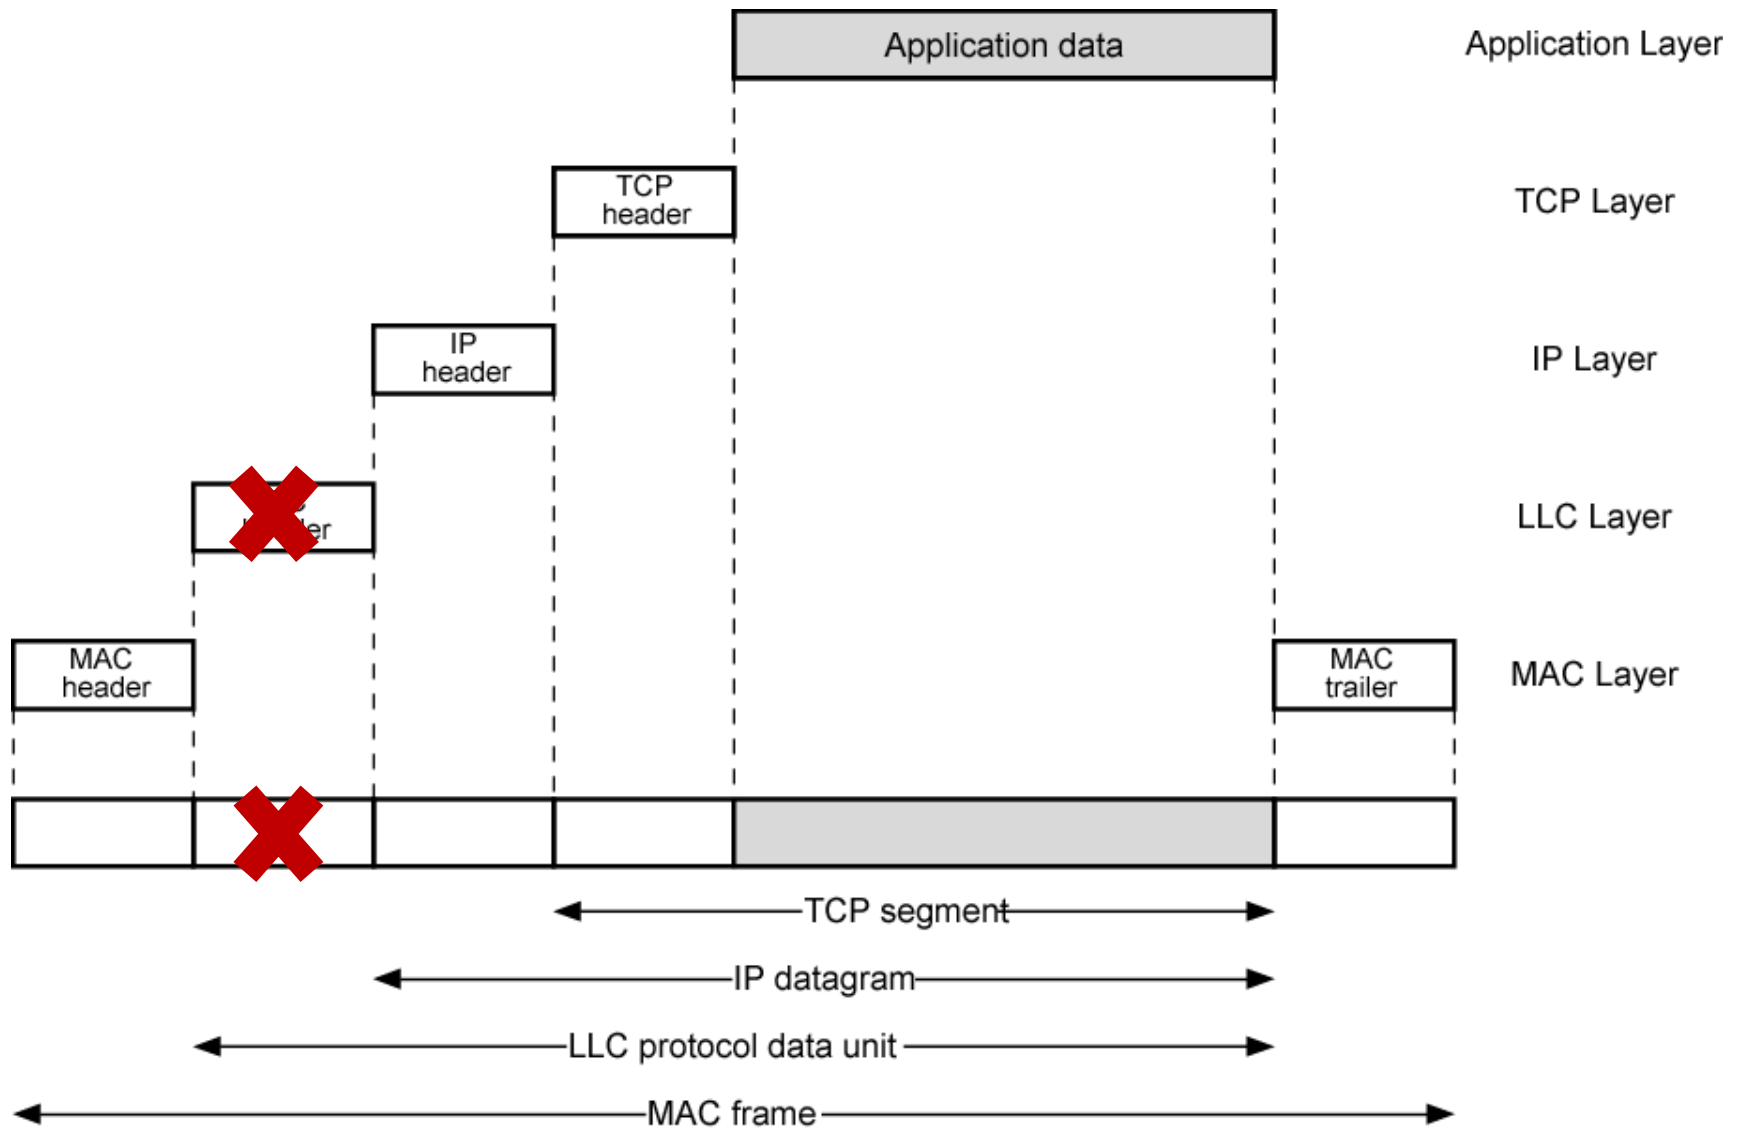 Application data
Application Layer
TCP
header
TCP Layer
IP
header
IP Layer
LLC Layer
MAC
header
MAC
trailer
MAC Layer
TCP segment
IP datagram
LLC protocol data unit
MAC frame